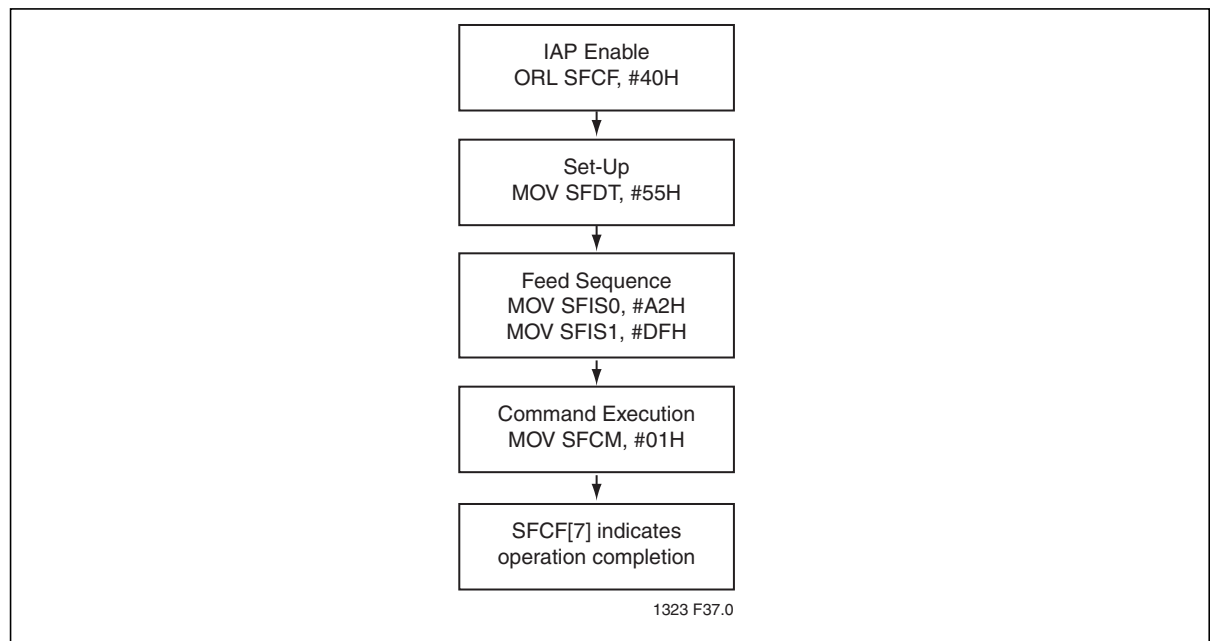 IAP Enable
ORL SFCF, #40H
Set-Up
MOV SFDT, #55H
Feed Sequence
MOV SFIS0, #A2H
MOV SFIS1, #DFH
Command Execution
MOV SFCM, #01H
SFCF[7] indicates
operation completion
1323 F37.0